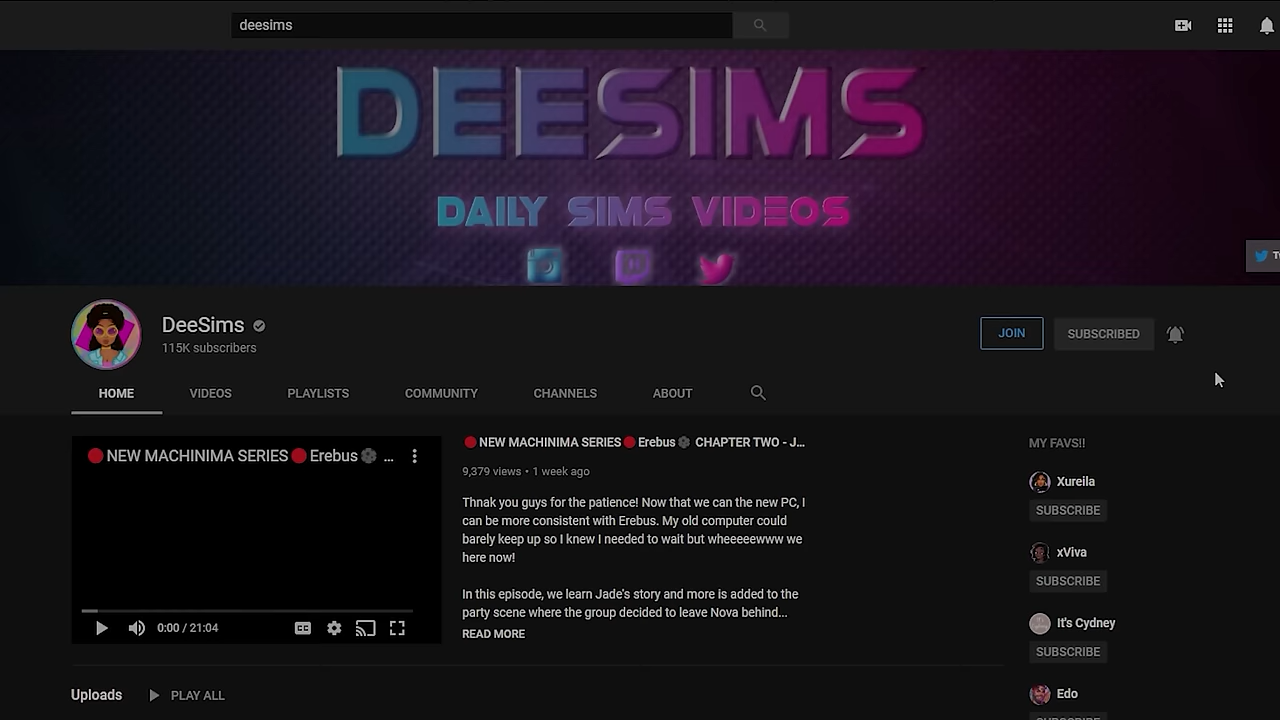 deesims
DEESIMS
DAILY SIMS VIDEOS
DeeSims
115K subscribers
JOIN
SUBSCRIBED
HOME
VIDEOS
PLAYLISTS
COMMUNITY
CHANNELS
ABOUT
🔴NEW MACHINIMA SERIES🔴Erebus ...
0:00 / 21:04
🔴NEW MACHINIMA SERIES🔴Erebus CHAPTER TWO - J...
9,379 views • 1 week ago
Thnak you guys for the patience! Now that we can the new PC, I
can be more consistent with Erebus. My old computer could
barely keep up so I knew I needed to wait but wheeeeewww we
here now!
In this episode, we learn Jade's story and more is added to the
party scene where the group decided to leave Nova behind...
READ MORE
MY FAVS!!
Xureila
SUBSCRIBE
xViva
SUBSCRIBE
It's Cydney
SUBSCRIBE
Edo
Uploads
PLAY ALL